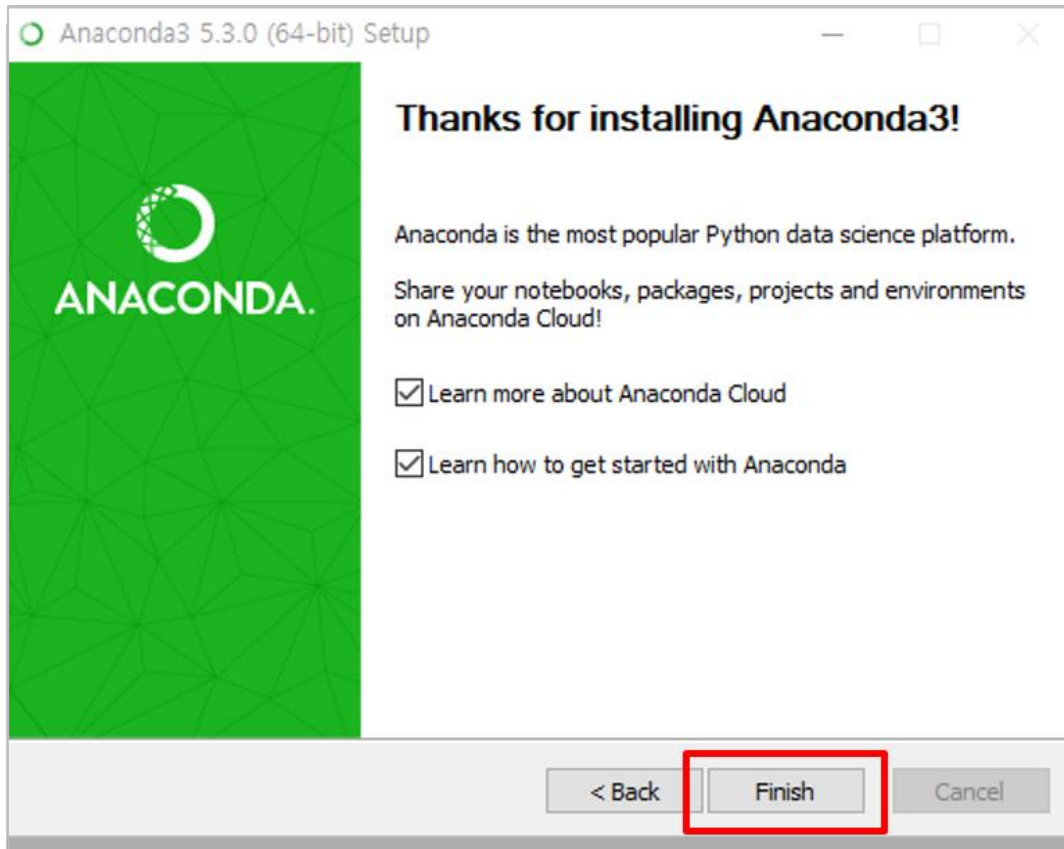 Anaconda3 5.3.0 (64-bit) Setup
Thanks for installing Anaconda3!
ANACONDA.
Anaconda is the most popular Python data science platform.
Share your notebooks, packages, projects and environments
on Anaconda Cloud!
Learn more about Anaconda Cloud
Learn how to get started with Anaconda
< Back
Finish
Cancel